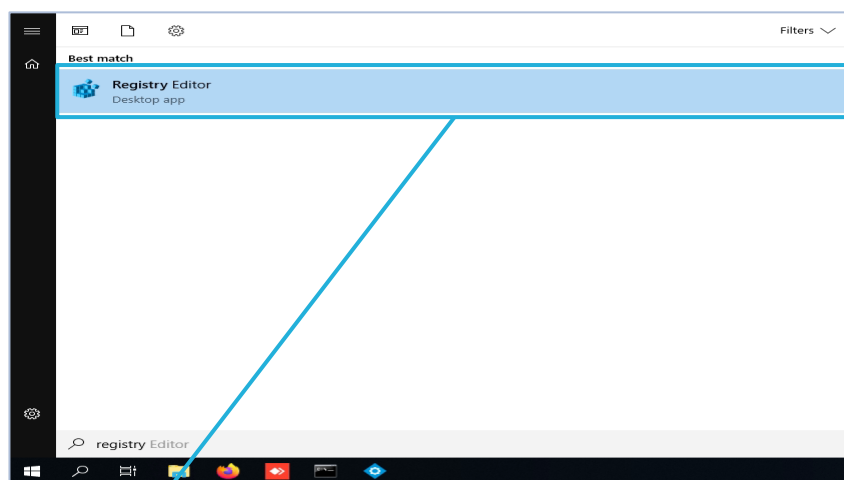 Filters
Best match
Registry Editor
Desktop app
registry Editor